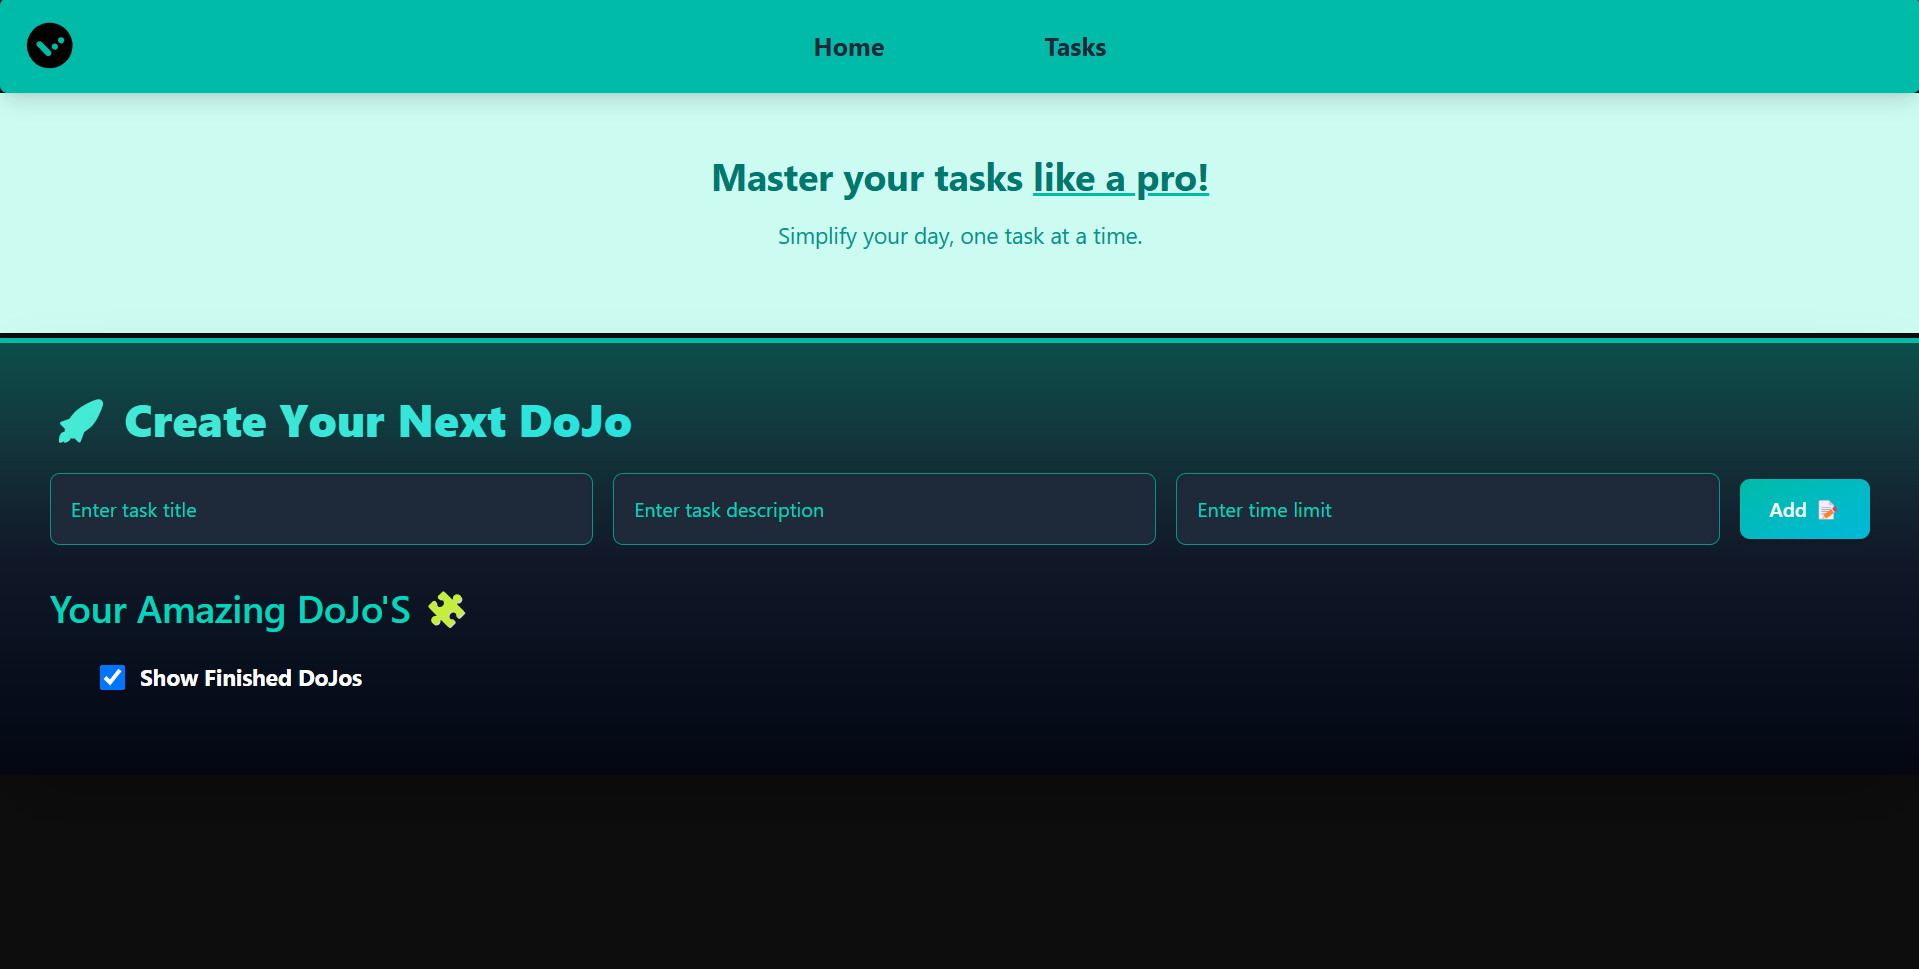 Home Tasks
Master your tasks like a pro!
Simplify your day, one task at a time.
Create Your Next DoJo
Enter task title Enter task description Enter time limit Add 📝
Your Amazing DoJo'S 🧩
Show Finished DoJos